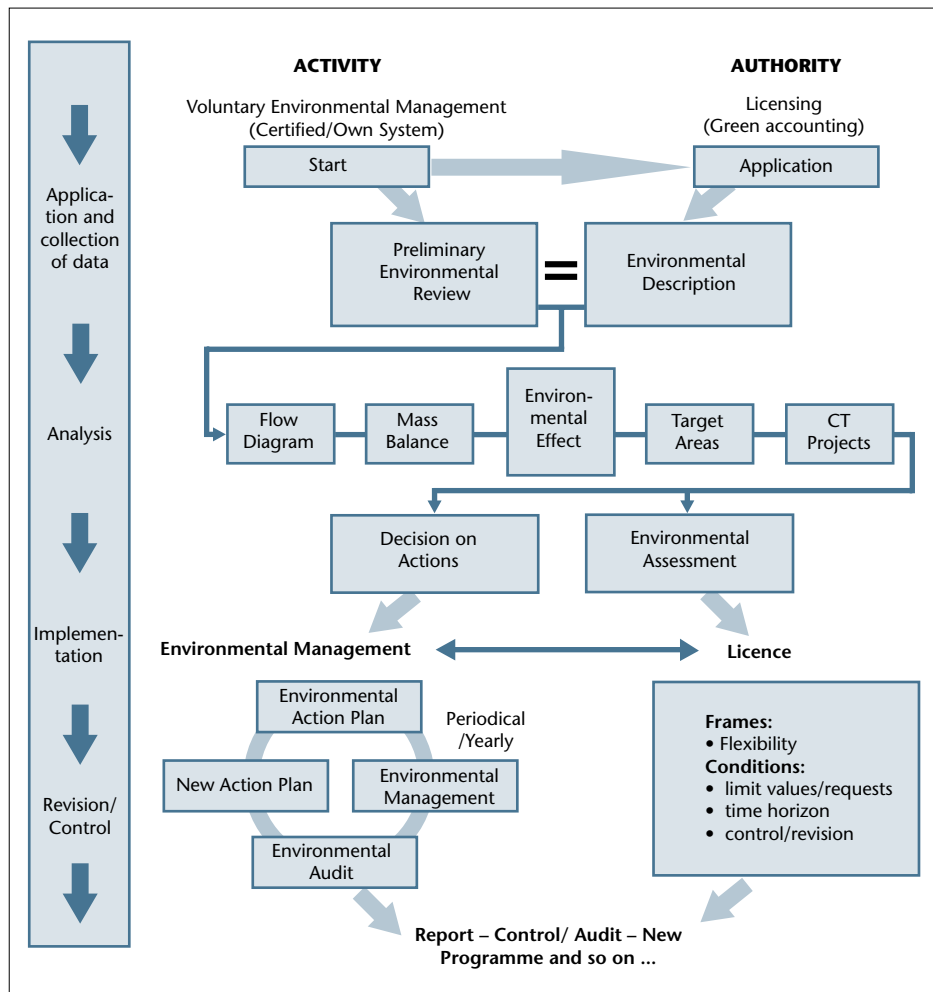 ACTIVITY
AUTHORITY
Voluntary Environmental Management
(Certified/Own System)
Licensing
(Green accounting)
Start
Application
Applica-
tion and
collection
of data
Preliminary
Environmental
Review
=
Environmental
Description
Analysis
Flow
Diagram
Mass
Balance
Environ-
mental
Effect
Target
Areas
CT
Projects
Decision on
Actions
Environmental
Assessment
Implemen-
tation
Environmental Management
Licence
Environmental
Action Plan
Periodical
/Yearly
New Action Plan
Environmental
Management
Environmental
Audit
Frames:
• Flexibility
Conditions:
• limit values/requests
• time horizon
• control/revision
Revision/
Control
Report – Control/ Audit – New
Programme and so on ...